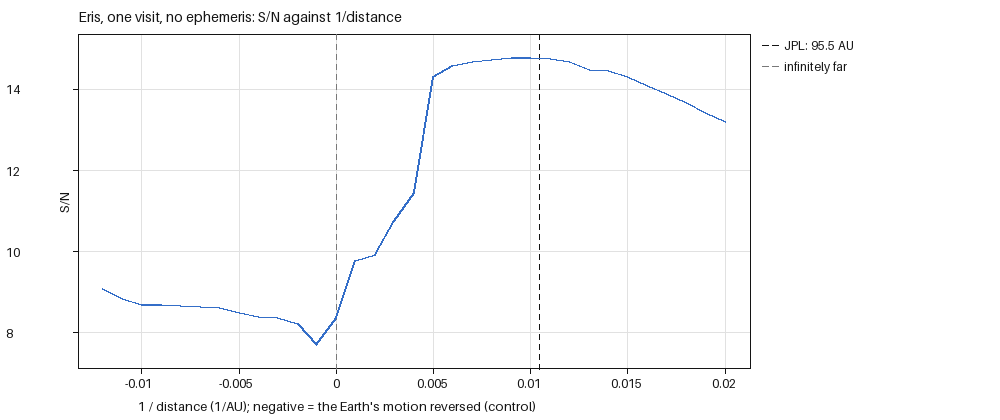 Eris, one visit, no ephemeris: S/N against 1/distance
JPL: 95.5 AU
infinitely far
14
12
10
8
S/N
-0.01
-0.005
0
0.005
0.01
0.015
0.02
1 / distance (1/AU); negative = the Earth's motion reversed (control)